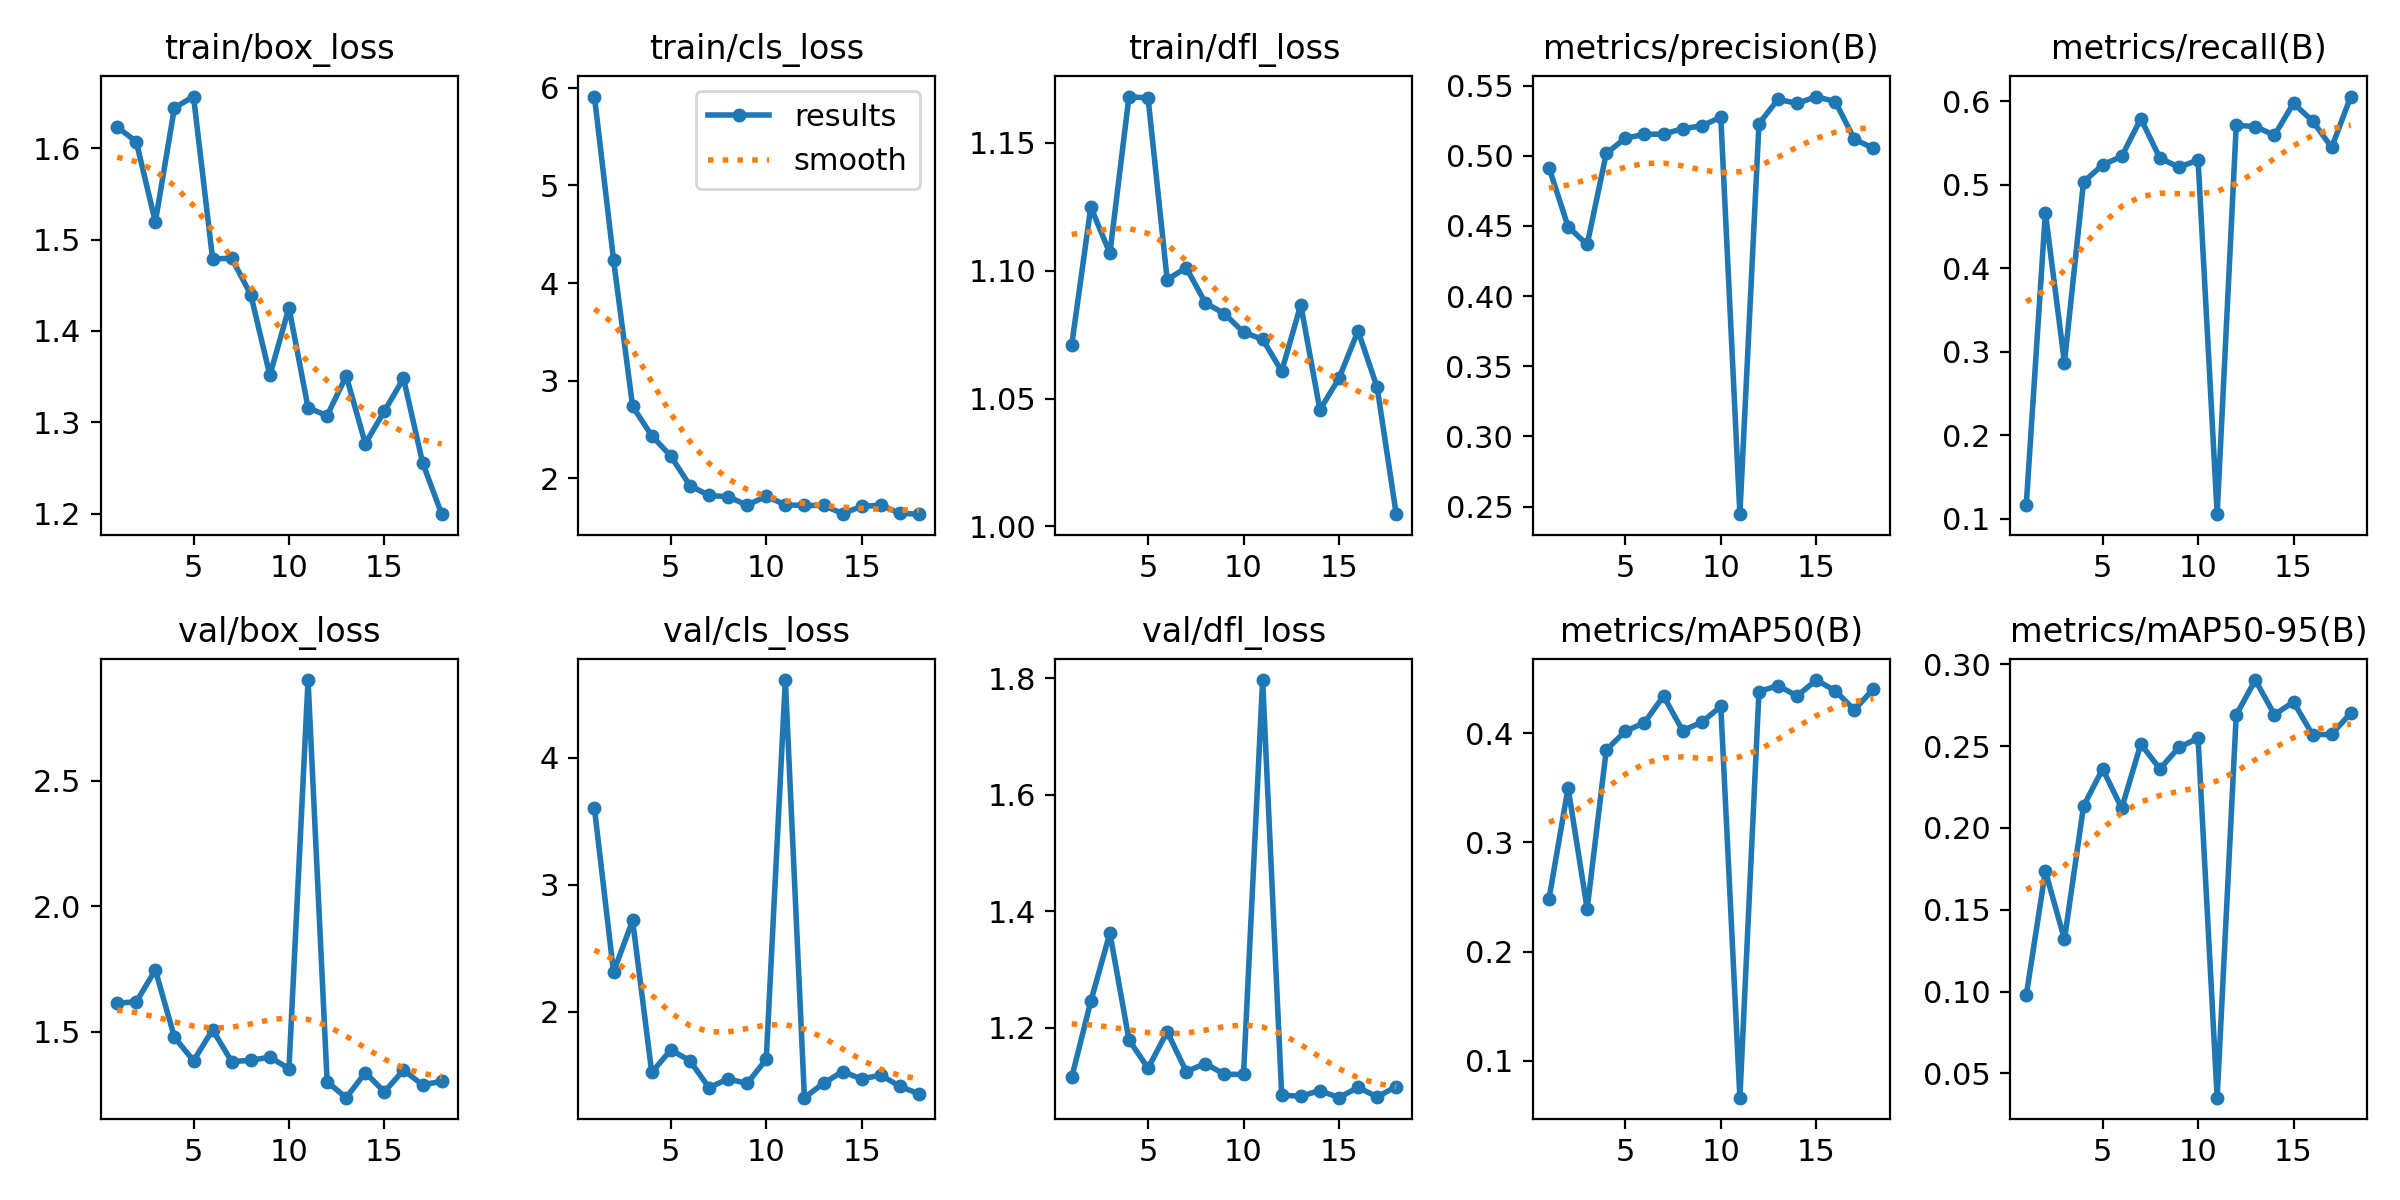 train/box_loss
train/cls_loss
train/dfl_loss
metrics/precision(B)
metrics/recall(B)
1.6
1.5
1.4
1.3
1.2
5 10 15
6
5
4
3
2
results
smooth
5 10 15
1.15
1.10
1.05
1.00
5 10 15
0.55
0.50
0.45
0.40
0.35
0.30
0.25
5 10 15
0.6
0.5
0.4
0.3
0.2
0.1
5 10 15
val/box_loss
val/cls_loss
val/dfl_loss
metrics/mAP50(B)
metrics/mAP50-95(B)
2.5
2.0
1.5
5 10 15
4
3
2
5 10 15
1.8
1.6
1.4
1.2
5 10 15
0.4
0.3
0.2
0.1
5 10 15
0.30
0.25
0.20
0.15
0.10
0.05
5 10 15